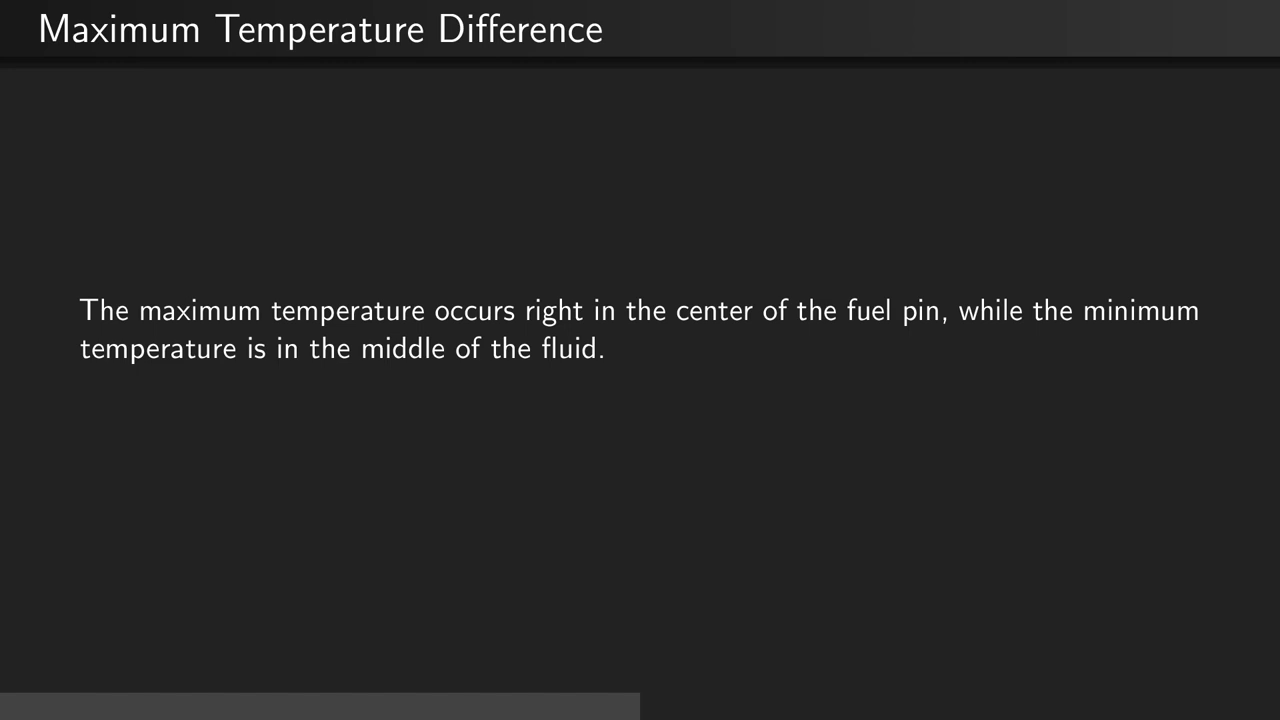 Maximum Temperature Difference
The maximum temperature occurs right in the center of the fuel pin, while the minimum
temperature is in the middle of the fluid.